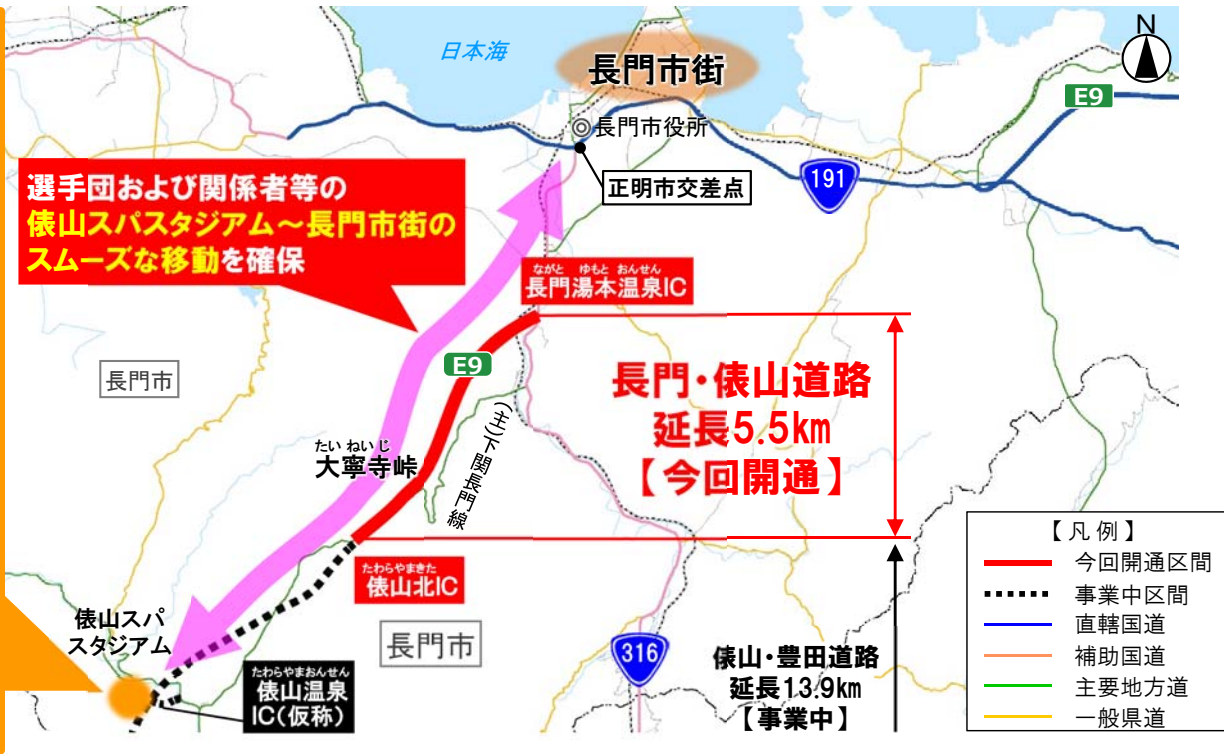 日本海
長門市街
N
E9
長門市役所
正明市交差点
191
選手団および関係者等の
俵山スパスタジアム～長門市街の
スムーズな移動を確保
ながと ゆもと おんせん
長門湯本温泉IC
長門市
E9
長門・俵山道路
延長5.5km
【今回開通】
たいねいじ
大寧寺峠
(主)下関長門線
たわらやまきた
俵山北IC
俵山スパ
スタジアム
長門市
たわらやまおんせん
俵山温泉
IC(仮称)
316
俵山・豊田道路
延長13.9km
【事業中】
【凡例】
今回開通区間
事業中区間
直轄国道
補助国道
主要地方道
一般県道